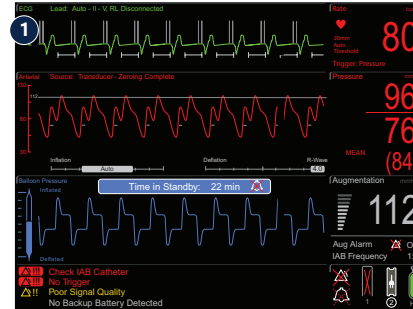 ECG Lead: Auto - II - V, RL Disconnected
Rate
1
20mm
Auto
Threshold
80
Trigger: Pressure
Arterial Source: Transducer- Zeroing Complete
Pressure
130
112
80
30
96
76
MEAN
(84
Inflation
Deflation
R-Wave
Auto
4.0
Balloon Pressure
Augmentation
Inflated
Time in Standby: 22 min
112
Deflated
Aug Alarm
IAB Frequency
1:
Check IAB Catheter
No Trigger
Poor Signal Quality
No Backup Battery Detected
1
2